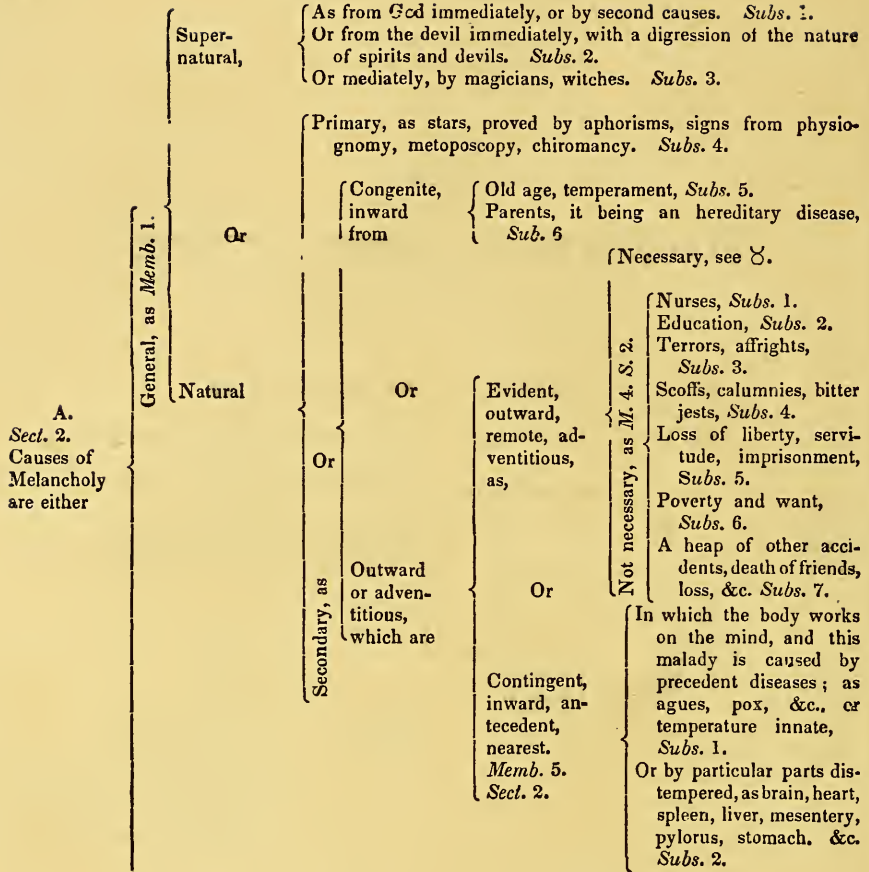 As from God immediately, or by second causes. Subs. 1.
Super-
natural,
Or from the devil immediately, with a digression of the nature
of spirits and devils. Subs. 2.
Or mediately, by magicians, witches. Subs. 3.
Primary, as stars, proved by aphorisms, signs from physio-
gnomy, metoposcopy, chiromancy. Subs. 4.
General, as Memb. 1.
Or
Congenite,
inward
from
Old age, temperament, Subs. 5.
Parents, it being an hereditary disease,
Sub. 6
Necessary, see ♉.
Natural
A.
Sect. 2.
Causes of
Melancholy
are either
Secondary, as
Or
Or
Outward
or adven-
titious,
which are
Evident,
outward,
remote, ad-
ventitious,
as,
Not necessary, as M. 4. S. 2.
Nurses, Subs. 1.
Education, Subs. 2.
Terrors, affrights,
Subs. 3.
Scoffs, calumnies, bitter
jests, Subs. 4.
Loss of liberty, servi-
tude, imprisonment,
Subs. 5.
Poverty and want,
Subs. 6.
A heap of other acci-
dents, death of friends,
loss, &c. Subs. 7.
Or
Contingent,
inward, an-
tecedent,
nearest.
Memb. 5.
Sect. 2.
In which the body works
on the mind, and this
malady is caused by
precedent diseases; as
agues, pox, &c., or
temperature innate,
Subs. 1.
Or by particular parts dis-
tempered, as brain, heart,
spleen, liver, mesentery,
pylorus, stomach. &c.
Subs. 2.